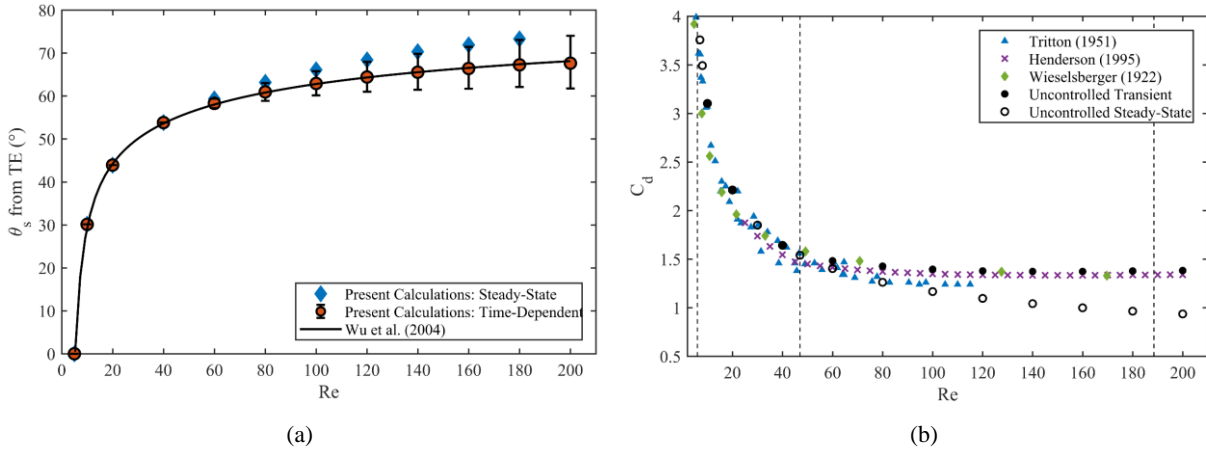 (a)
80
70
60
50
40
30
20
10
0
θs from TE (°)
0 20 40 60 80 100 120 140 160 180 200
Re
Present Calculations: Steady-State
Present Calculations: Time-Dependent
Wu et al. (2004)
(a)
(b)
4
3.5
3
2.5
2
1.5
1
0.5
Cd
20 40 60 80 100 120 140 160 180 200
Re
Tritton (1951)
Henderson (1995)
Wieselsberger (1922)
Uncontrolled Transient
Uncontrolled Steady-State
(b)